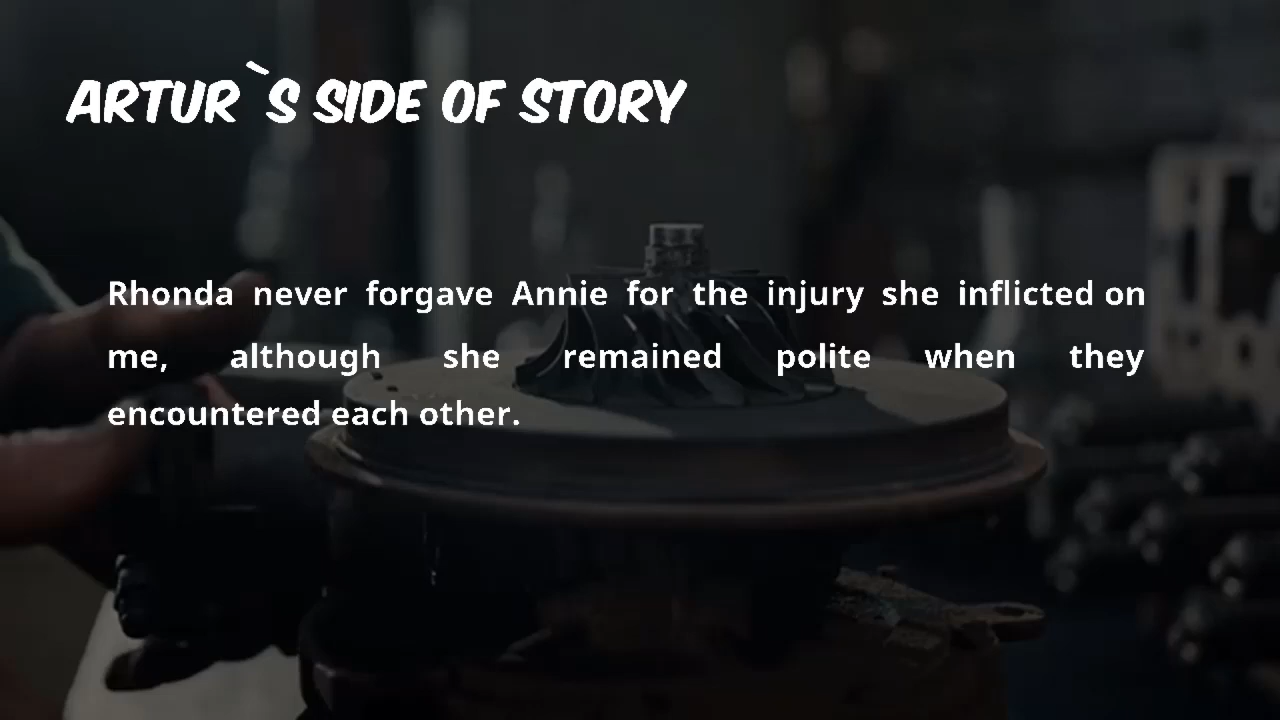 ARTUR`S SIDE OF STORY
Rhonda never forgave Annie for the injury she inflicted on
me, although she remained polite when they
encountered each other.